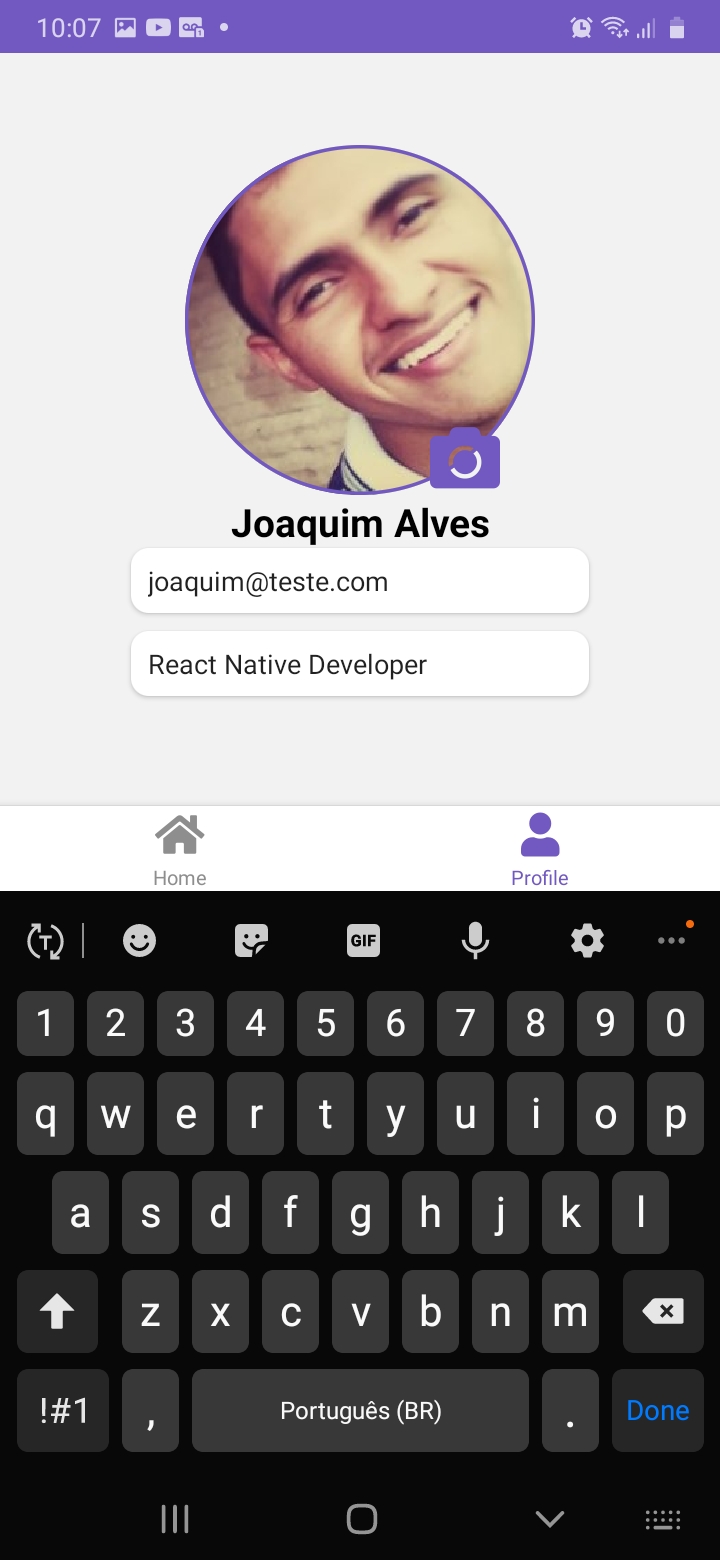 10:07
Joaquim Alves
joaquim@teste.com
React Native Developer
Home Profile
T GIF
1 2 3 4 5 6 7 8 9 0
q w e r t y u i o p
a s d f g h j k l
z x c v b n m
!#1 , Português (BR) . Done